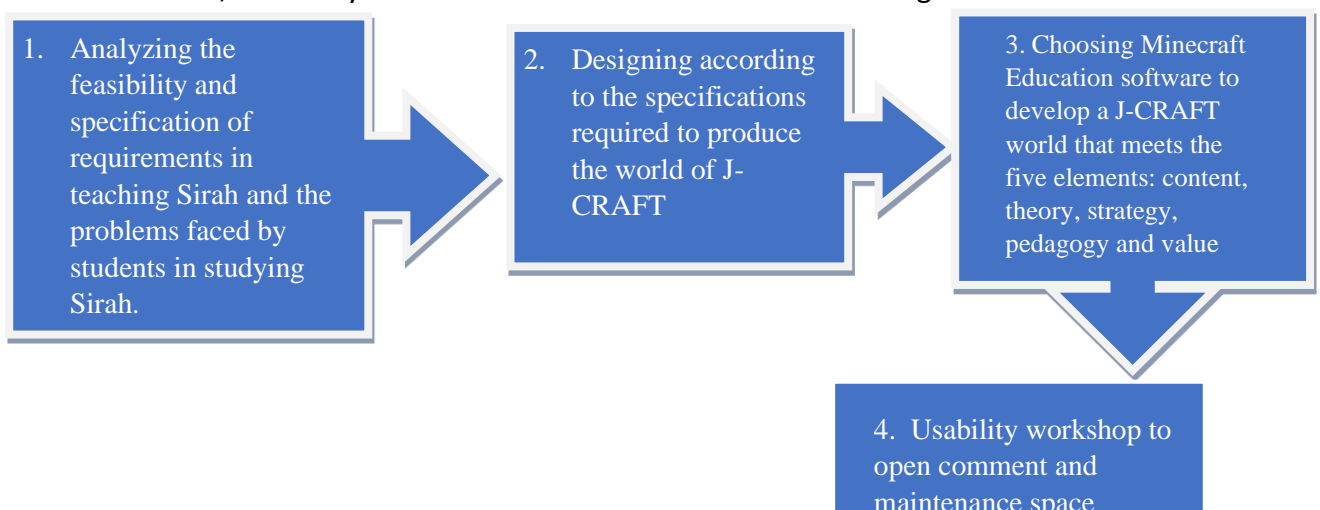 1. Analyzing the
feasibility and
specification of
requirements in
teaching Sirah and the
problems faced by
students in studying
Sirah.
2. Designing according
to the specifications
required to produce
the world of J-
CRAFT
3. Choosing Minecraft
Education software to
develop a J-CRAFT
world that meets the
five elements: content,
theory, strategy,
pedagogy and value
4. Usability workshop to
open comment and
maintenance space